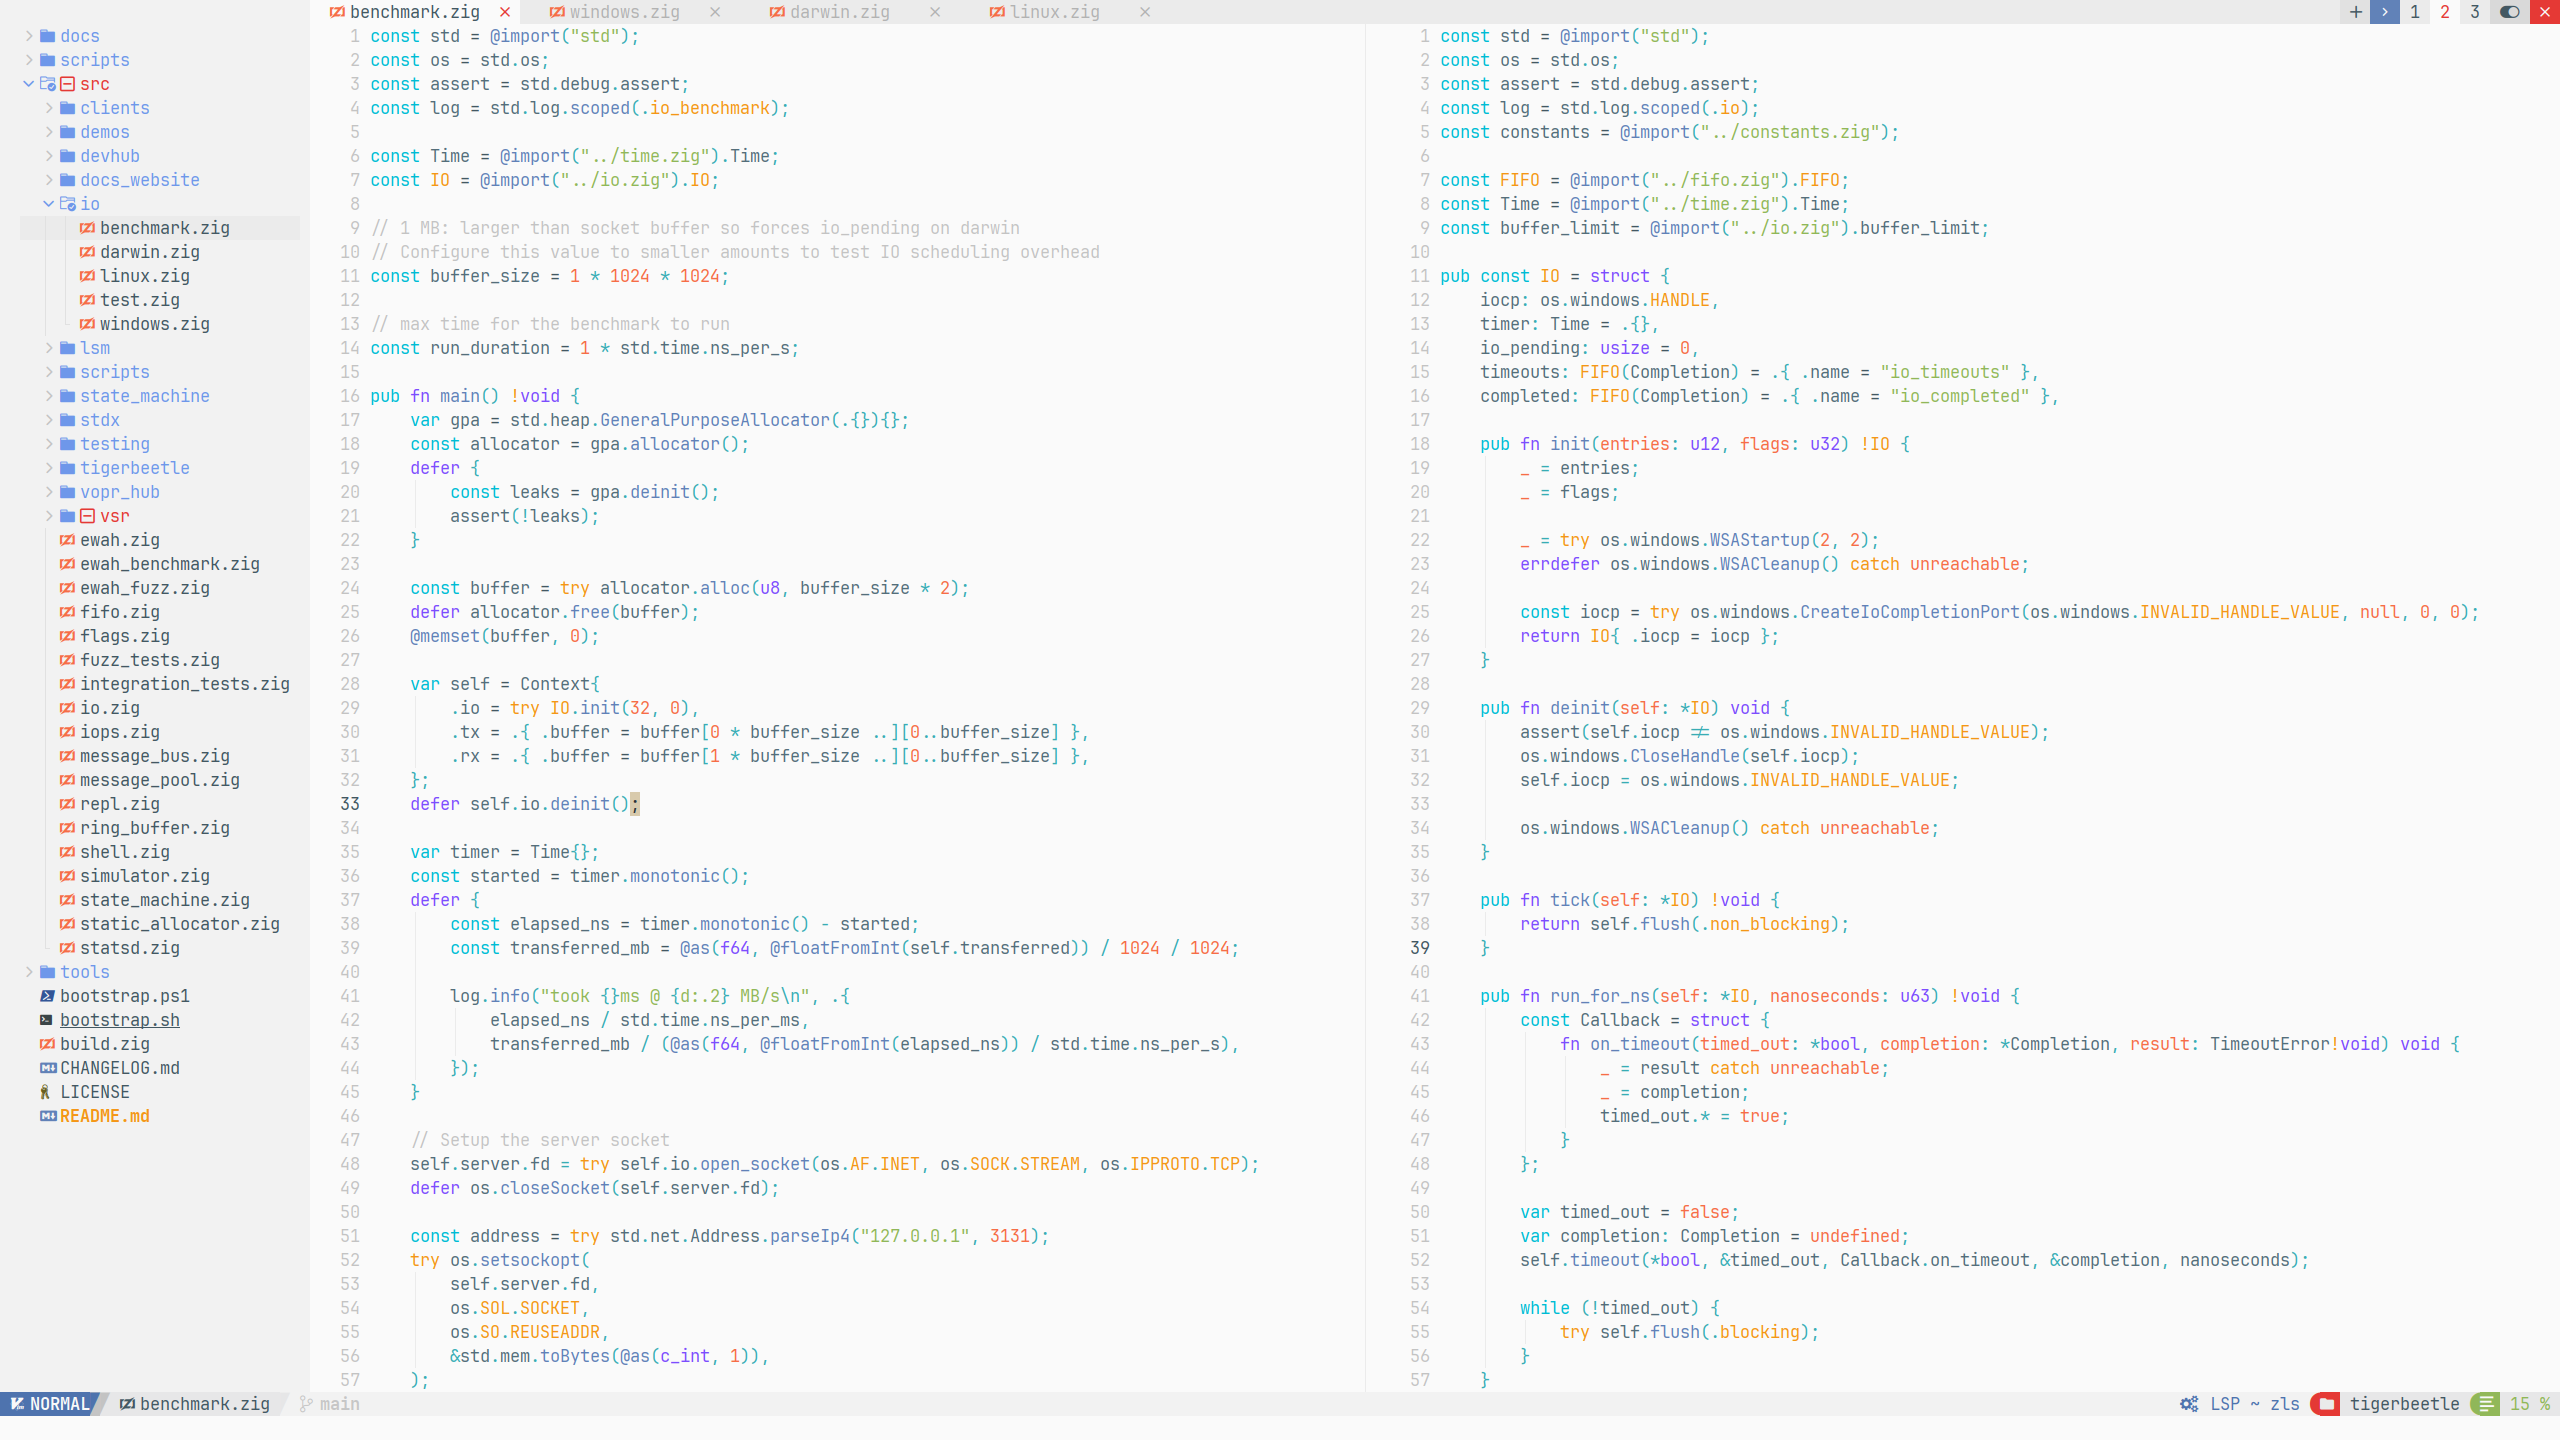 benchmark.zig × windows.zig × darwin.zig × linux.zig × + > 1 2 3 ×
docs
scripts
src
clients
demos
devhub
docs_website
io
benchmark.zig
darwin.zig
linux.zig
test.zig
windows.zig
lsm
scripts
state_machine
stdx
testing
tigerbeetle
vopr_hub
vsr
ewah.zig
ewah_benchmark.zig
ewah_fuzz.zig
fifo.zig
flags.zig
fuzz_tests.zig
integration_tests.zig
io.zig
iops.zig
message_bus.zig
message_pool.zig
repl.zig
ring_buffer.zig
shell.zig
simulator.zig
state_machine.zig
static_allocator.zig
statsd.zig
tools
bootstrap.ps1
bootstrap.sh
build.zig
CHANGELOG.md
LICENSE
README.md
1 const std = @import("std");
2 const os = std.os;
3 const assert = std.debug.assert;
4 const log = std.log.scoped(.io_benchmark);
5
6 const Time = @import("../time.zig").Time;
7 const IO = @import("../io.zig").IO;
8
9 // 1 MB: larger than socket buffer so forces io_pending on darwin
10 // Configure this value to smaller amounts to test IO scheduling overhead
11 const buffer_size = 1 * 1024 * 1024;
12
13 // max time for the benchmark to run
14 const run_duration = 1 * std.time.ns_per_s;
15
16 pub fn main() !void {
17     var gpa = std.heap.GeneralPurposeAllocator(.{}){};
18     const allocator = gpa.allocator();
19     defer {
20         const leaks = gpa.deinit();
21         assert(!leaks);
22     }
23
24     const buffer = try allocator.alloc(u8, buffer_size * 2);
25     defer allocator.free(buffer);
26     @memset(buffer, 0);
27
28     var self = Context{
29         .io = try IO.init(32, 0),
30         .tx = .{ .buffer = buffer[0 * buffer_size ..][0..buffer_size] },
31         .rx = .{ .buffer = buffer[1 * buffer_size ..][0..buffer_size] },
32     };
33     defer self.io.deinit();
34
35     var timer = Time{};
36     const started = timer.monotonic();
37     defer {
38         const elapsed_ns = timer.monotonic() - started;
39         const transferred_mb = @as(f64, @floatFromInt(self.transferred)) / 1024 / 1024;
40
41         log.info("took {}ms @ {d:.2} MB/s\n", .{
42             elapsed_ns / std.time.ns_per_ms,
43             transferred_mb / (@as(f64, @floatFromInt(elapsed_ns)) / std.time.ns_per_s),
44         });
45     }
46
47     // Setup the server socket
48     self.server.fd = try self.io.open_socket(os.AF.INET, os.SOCK.STREAM, os.IPPROTO.TCP);
49     defer os.closeSocket(self.server.fd);
50
51     const address = try std.net.Address.parseIp4("127.0.0.1", 3131);
52     try os.setsockopt(
53         self.server.fd,
54         os.SOL.SOCKET,
55         os.SO.REUSEADDR,
56         &std.mem.toBytes(@as(c_int, 1)),
57     );
1 const std = @import("std");
2 const os = std.os;
3 const assert = std.debug.assert;
4 const log = std.log.scoped(.io);
5 const constants = @import("../constants.zig");
6
7 const FIFO = @import("../fifo.zig").FIFO;
8 const Time = @import("../time.zig").Time;
9 const buffer_limit = @import("../io.zig").buffer_limit;
10
11 pub const IO = struct {
12     iocp: os.windows.HANDLE,
13     timer: Time = .{},
14     io_pending: usize = 0,
15     timeouts: FIFO(Completion) = .{ .name = "io_timeouts" },
16     completed: FIFO(Completion) = .{ .name = "io_completed" },
17
18     pub fn init(entries: u12, flags: u32) !IO {
19         _ = entries;
20         _ = flags;
21
22         _ = try os.windows.WSAStartup(2, 2);
23         errdefer os.windows.WSACleanup() catch unreachable;
24
25         const iocp = try os.windows.CreateIoCompletionPort(os.windows.INVALID_HANDLE_VALUE, null, 0, 0);
26         return IO{ .iocp = iocp };
27     }
28
29     pub fn deinit(self: *IO) void {
30         assert(self.iocp != os.windows.INVALID_HANDLE_VALUE);
31         os.windows.CloseHandle(self.iocp);
32         self.iocp = os.windows.INVALID_HANDLE_VALUE;
33
34         os.windows.WSACleanup() catch unreachable;
35     }
36
37     pub fn tick(self: *IO) !void {
38         return self.flush(.non_blocking);
39     }
40
41     pub fn run_for_ns(self: *IO, nanoseconds: u63) !void {
42         const Callback = struct {
43             fn on_timeout(timed_out: *bool, completion: *Completion, result: TimeoutError!void) void {
44                 _ = result catch unreachable;
45                 _ = completion;
46                 timed_out.* = true;
47             }
48         };
49
50         var timed_out = false;
51         var completion: Completion = undefined;
52         self.timeout(*bool, &timed_out, Callback.on_timeout, &completion, nanoseconds);
53
54         while (!timed_out) {
55             try self.flush(.blocking);
56         }
57     }
NORMAL benchmark.zig main LSP ~ zls tigerbeetle 15 %